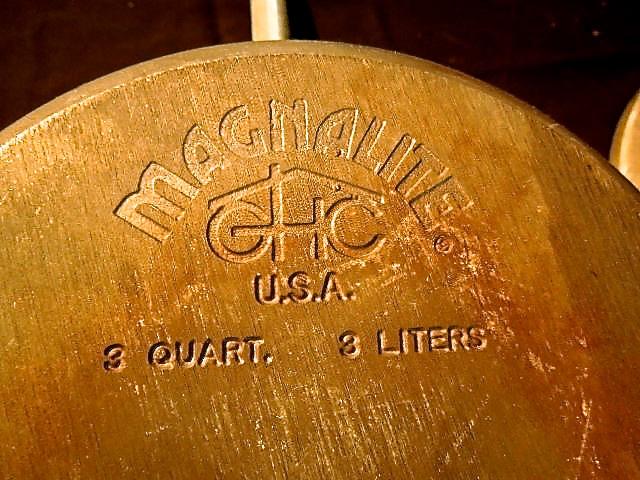 MAGNALITE
GHC ©
U.S.A.
3 QUART. 3 LITERS